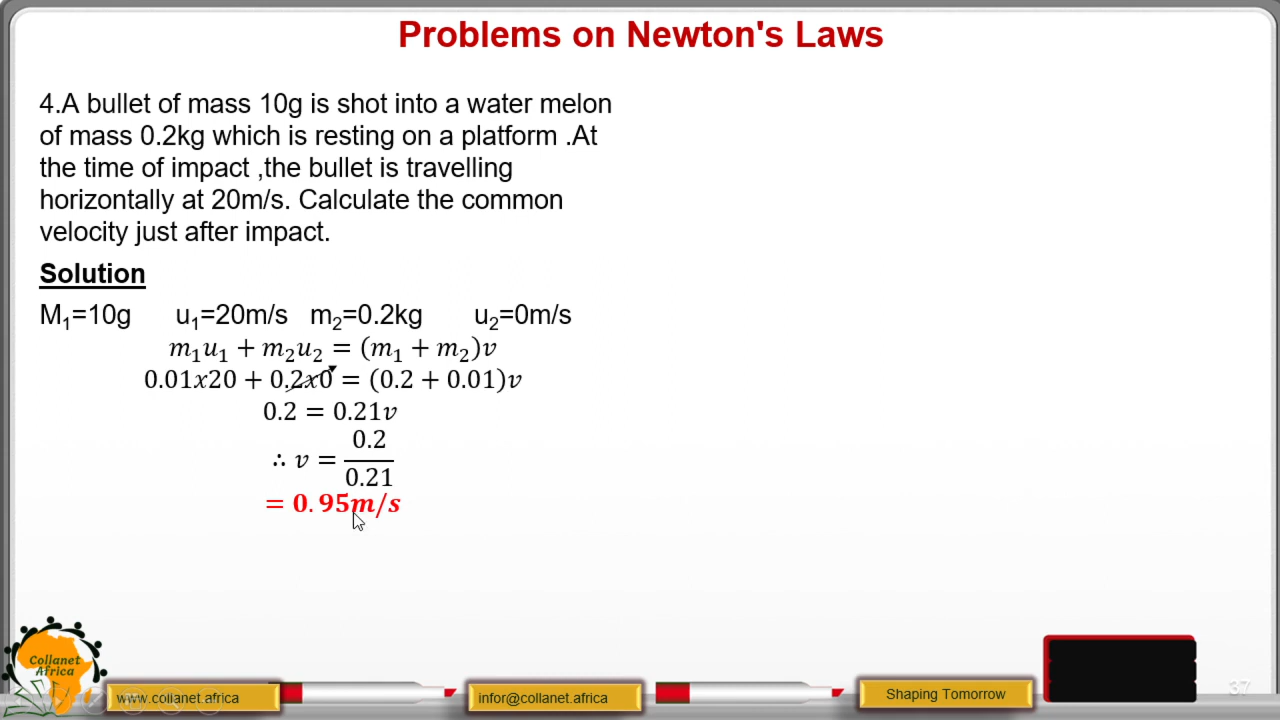 Problems on Newton's Laws
4.A bullet of mass 10g is shot into a water melon
of mass 0.2kg which is resting on a platform .At
the time of impact ,the bullet is travelling
horizontally at 20m/s. Calculate the common
velocity just after impact.
Solution
M₁=10g u₁=20m/s m₂=0.2kg u₂=0m/s
m₁u₁ + m₂u₂ = (m₁ + m₂)v
0.01x20 + 0.2x0 = (0.2 + 0.01)v
0.2 = 0.21v
∴ v = 0.2/0.21
= 0.95m/s
Collanet
Africa
www.collanet.africa
infor@collanet.africa
Shaping Tomorrow
37